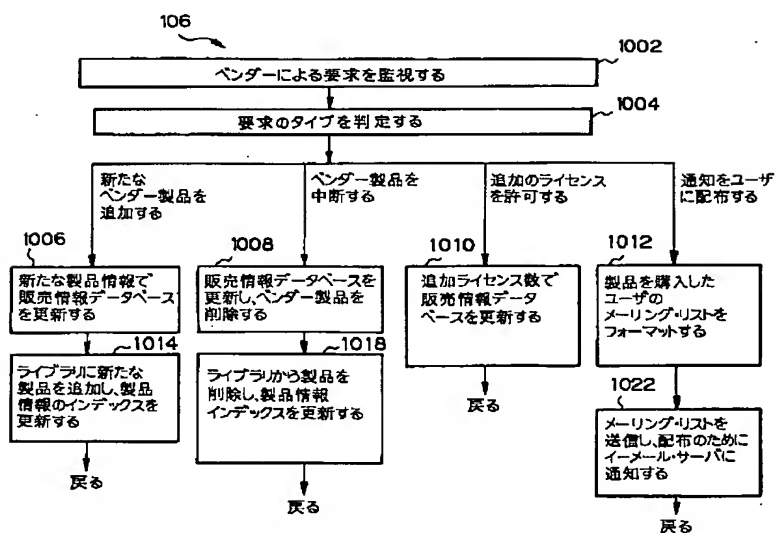 106
1002
ベンダーによる要求を監視する
1004
要求のタイプを判定する
新たな
ベンダー製品を
追加する
ベンダー製品を
中断する
追加のライセンス
を許可する
通知をユーザ
に配布する
1006
新たな製品情報で
販売情報データベース
を更新する
1008
販売情報データベースを
更新し、ベンダー製品を
削除する
1010
追加ライセンス数で
販売情報データ
ベースを更新する
1012
製品を購入した
ユーザの
メーリング・リストを
フォーマットする
1014
ライブラリに新たな
製品を追加し、製品
情報のインデックスを
更新する
1018
ライブラリから製品を
削除し、製品情報
インデックスを更新する
戻る
1022
メーリング・リストを
送信し、配布のために
イーメール・サーバに
通知する
戻る
戻る
戻る